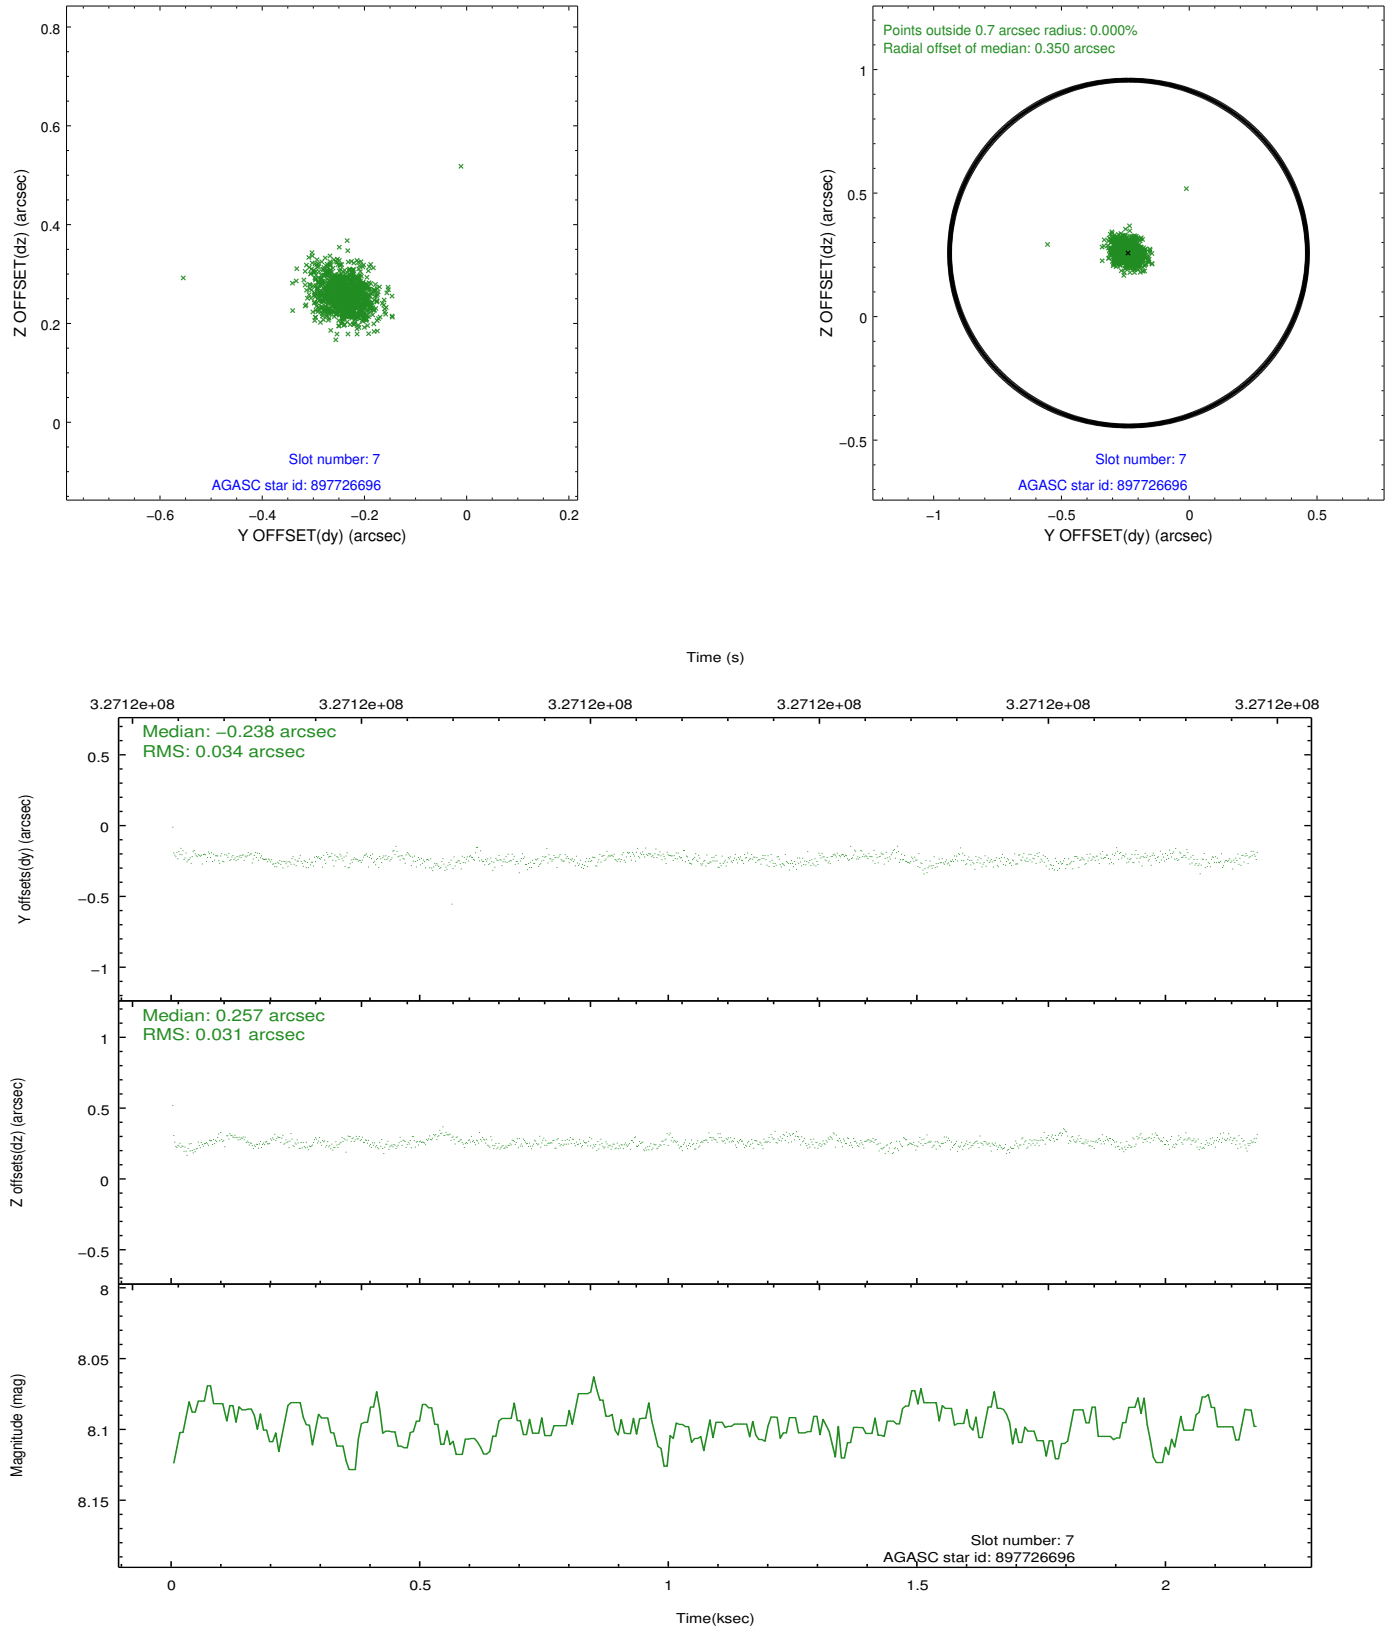 0.8
0.6
0.4
0.2
0
Z OFFSET(dz) (arcsec)
Slot number: 7
AGASC star id: 897726696
−0.6 −0.4 −0.2 0 0.2
Y OFFSET(dy) (arcsec)
Points outside 0.7 arcsec radius: 0.000%
Radial offset of median: 0.350 arcsec
1
0.5
0
−0.5
Z OFFSET(dz) (arcsec)
Slot number: 7
AGASC star id: 897726696
−1 −0.5 0 0.5
Y OFFSET(dy) (arcsec)
Time (s)
3.2712e+08 3.2712e+08 3.2712e+08 3.2712e+08 3.2712e+08 3.2712e+08
Median: −0.238 arcsec
RMS: 0.034 arcsec
0.5
0
−0.5
−1
Y offsets(dy) (arcsec)
Median: 0.257 arcsec
RMS: 0.031 arcsec
1
0.5
0
−0.5
Z offsets(dz) (arcsec)
8
8.05
8.1
8.15
Magnitude (mag)
Slot number: 7
AGASC star id: 897726696
0 0.5 1 1.5 2
Time(ksec)